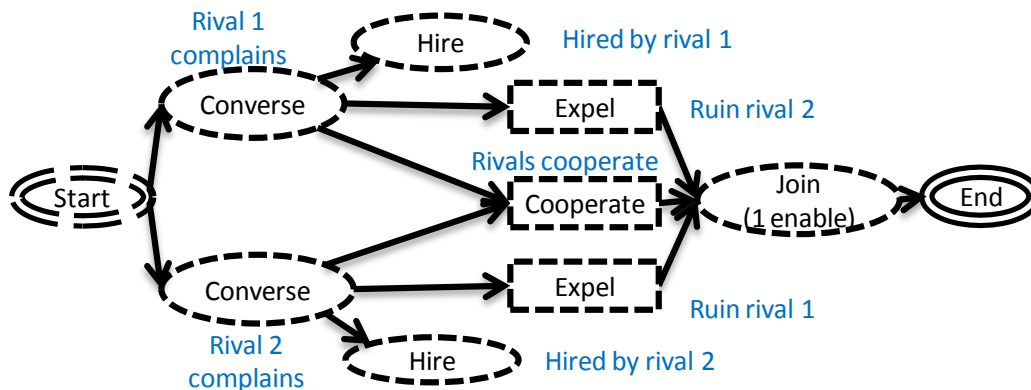 Rival 1
complains
Hire
Hired by rival 1
Converse
Expel
Ruin rival 2
Rivals cooperate
Start
Cooperate
Join
(1 enable)
End
Converse
Expel
Ruin rival 1
Rival 2
complains
Hire
Hired by rival 2